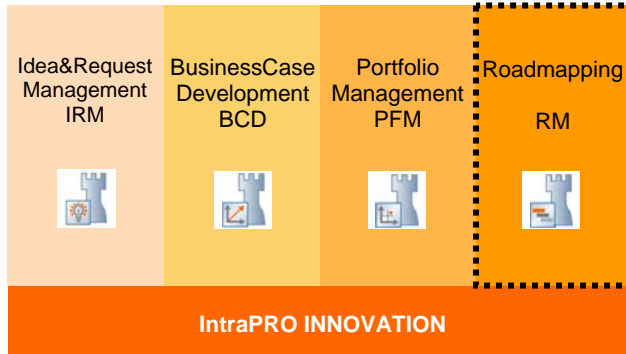 Idea&Request
Management
IRM
BusinessCase
Development
BCD
Portfolio
Management
PFM
Roadmapping
RM
IntraPRO INNOVATION